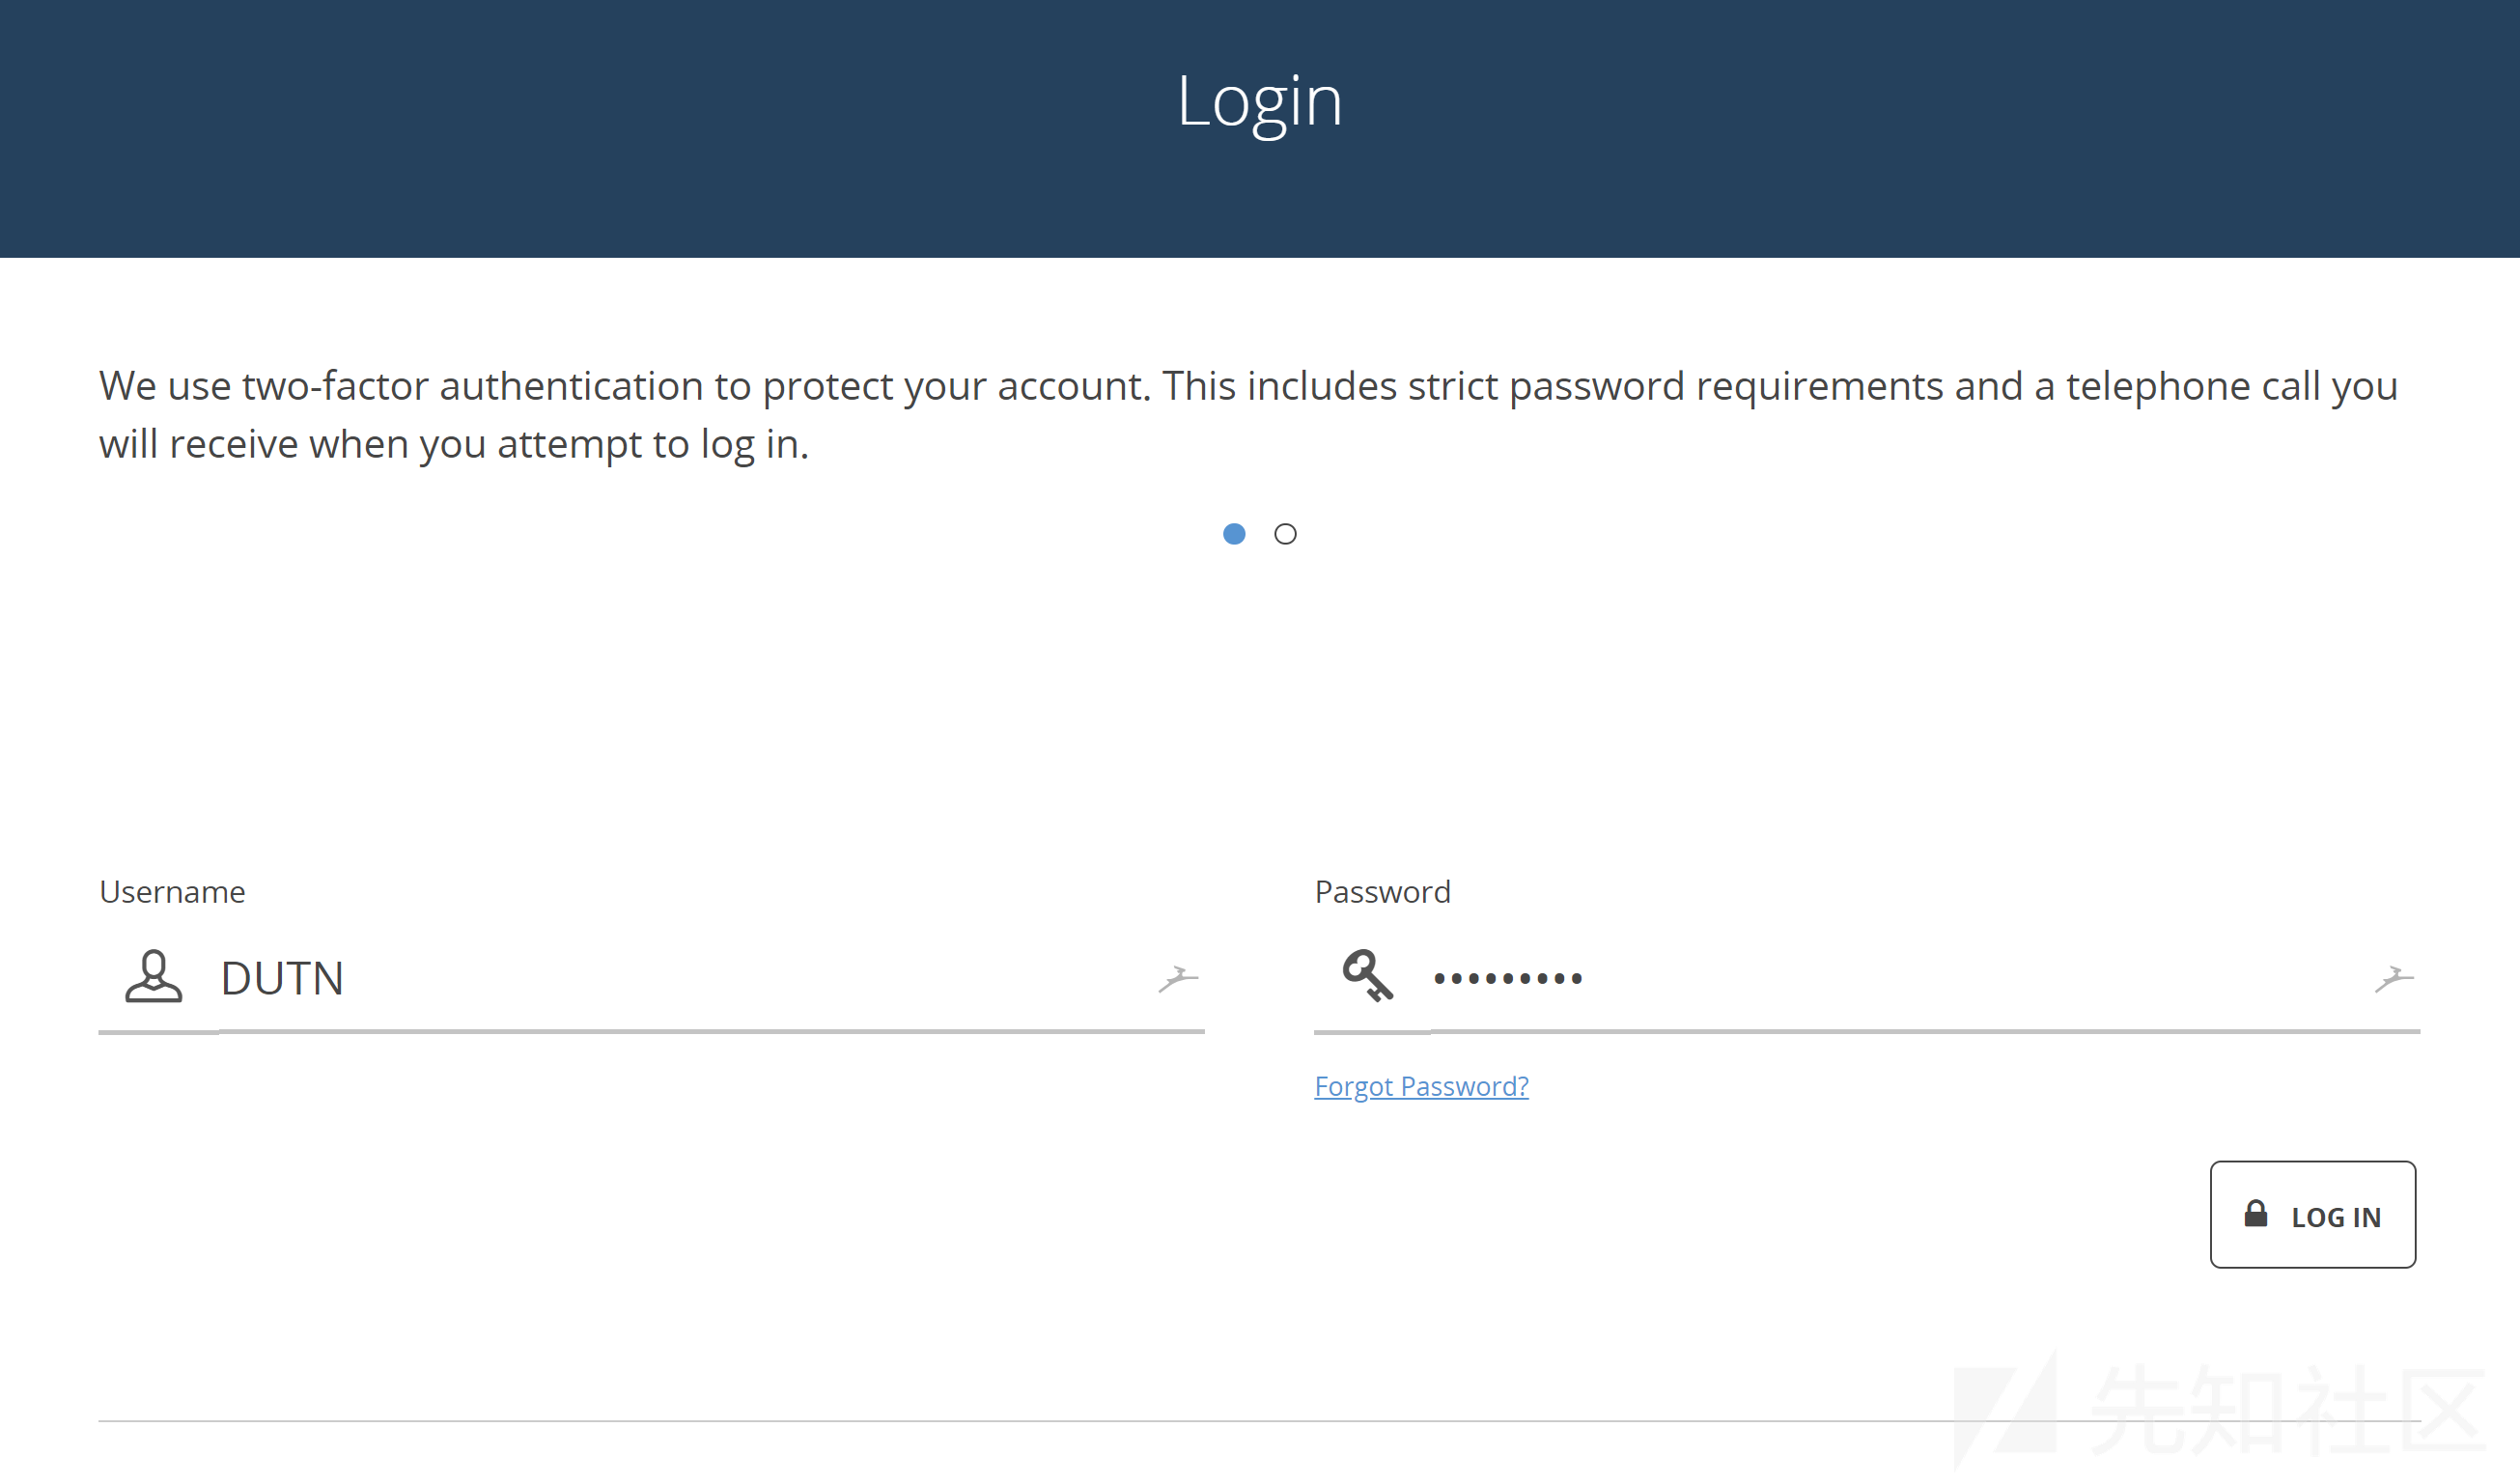 Login
We use two-factor authentication to protect your account. This includes strict password requirements and a telephone call you
will receive when you attempt to log in.
Username
Password
DUTN
•••••••••
Forgot Password?
LOG IN
先知社区